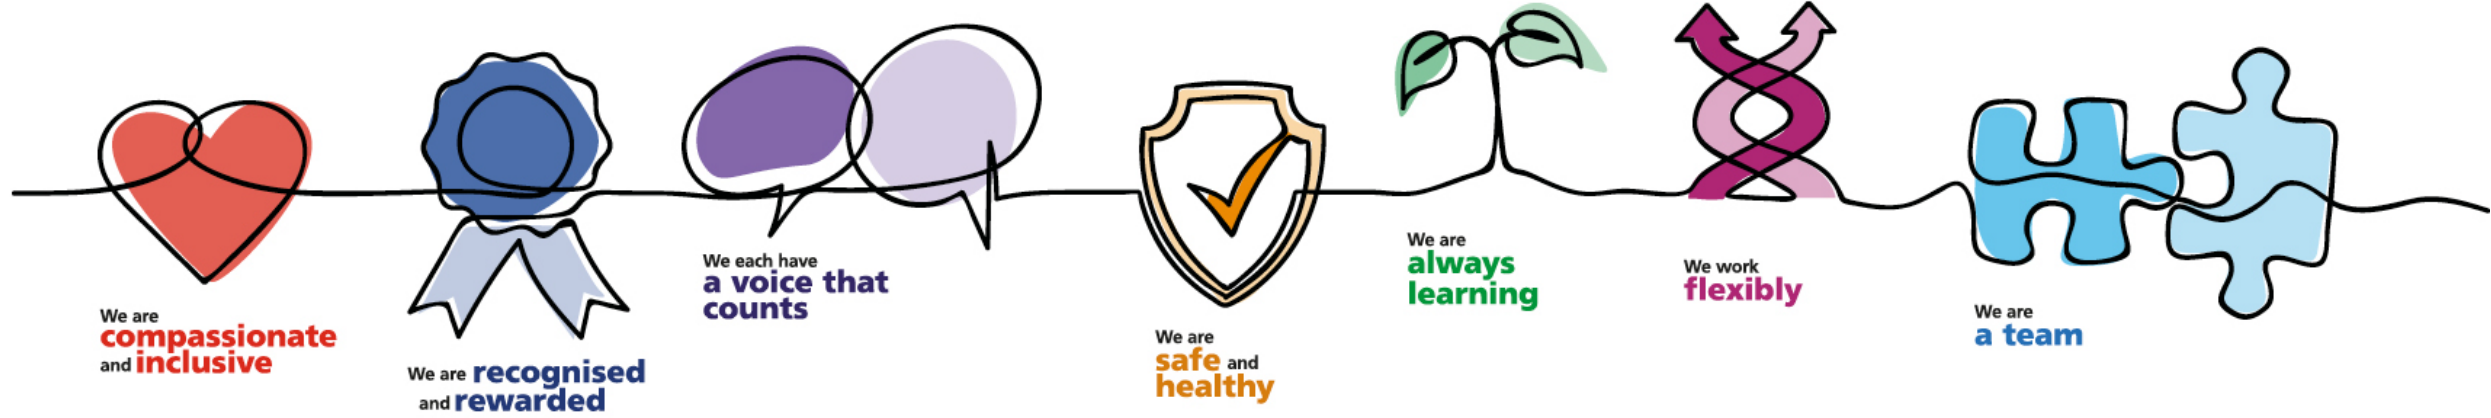 We are
compassionate
and inclusive
We are recognised
and rewarded
We each have
a voice that
counts
We are
safe and
healthy
We are
always
learning
We work
flexibly
We are
a team